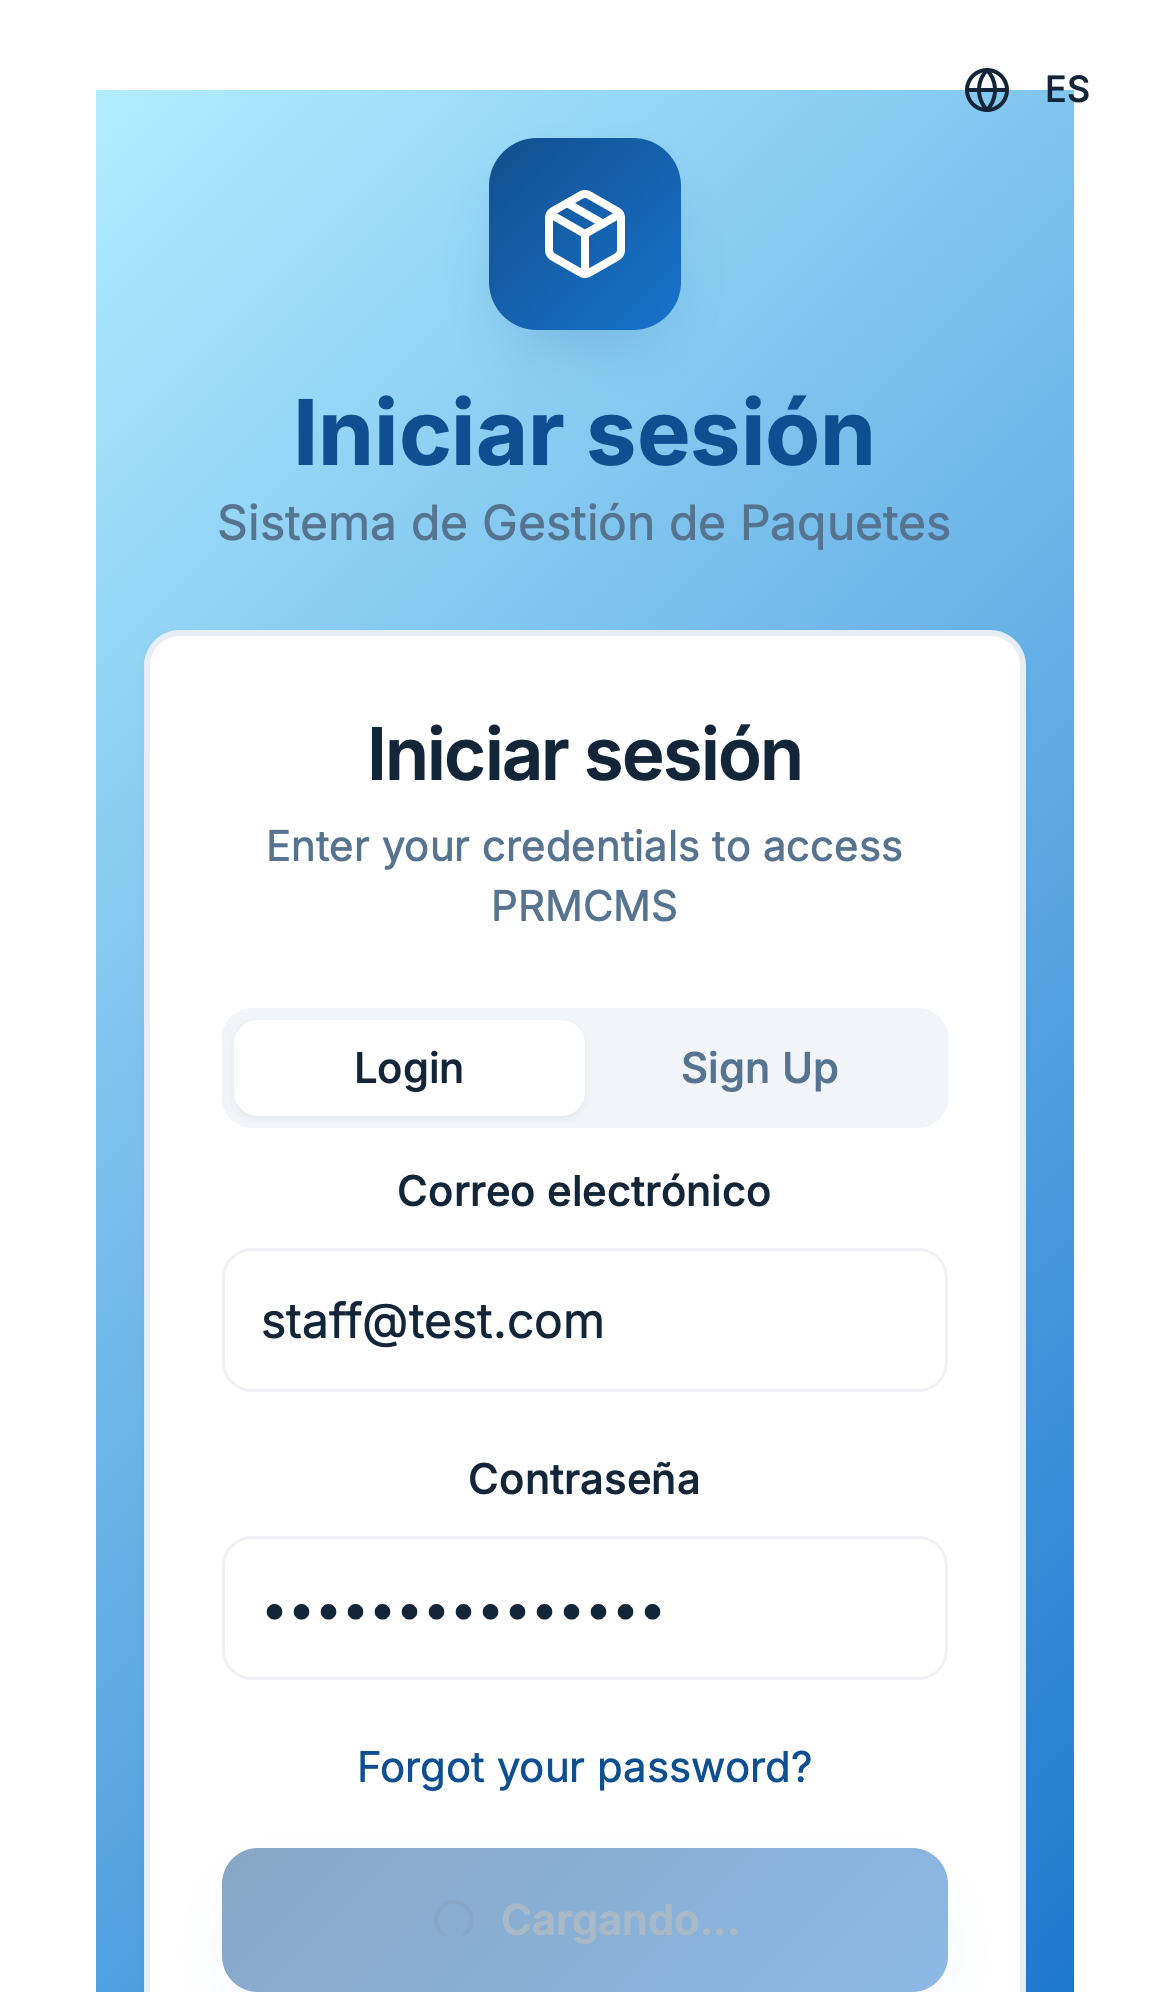 ES
Iniciar sesión
Sistema de Gestión de Paquetes
Iniciar sesión
Enter your credentials to access
PRMCMS
Login
Sign Up
Correo electrónico
staff@test.com
Contraseña
•••••••••••••••
Forgot your password?
Cargando...